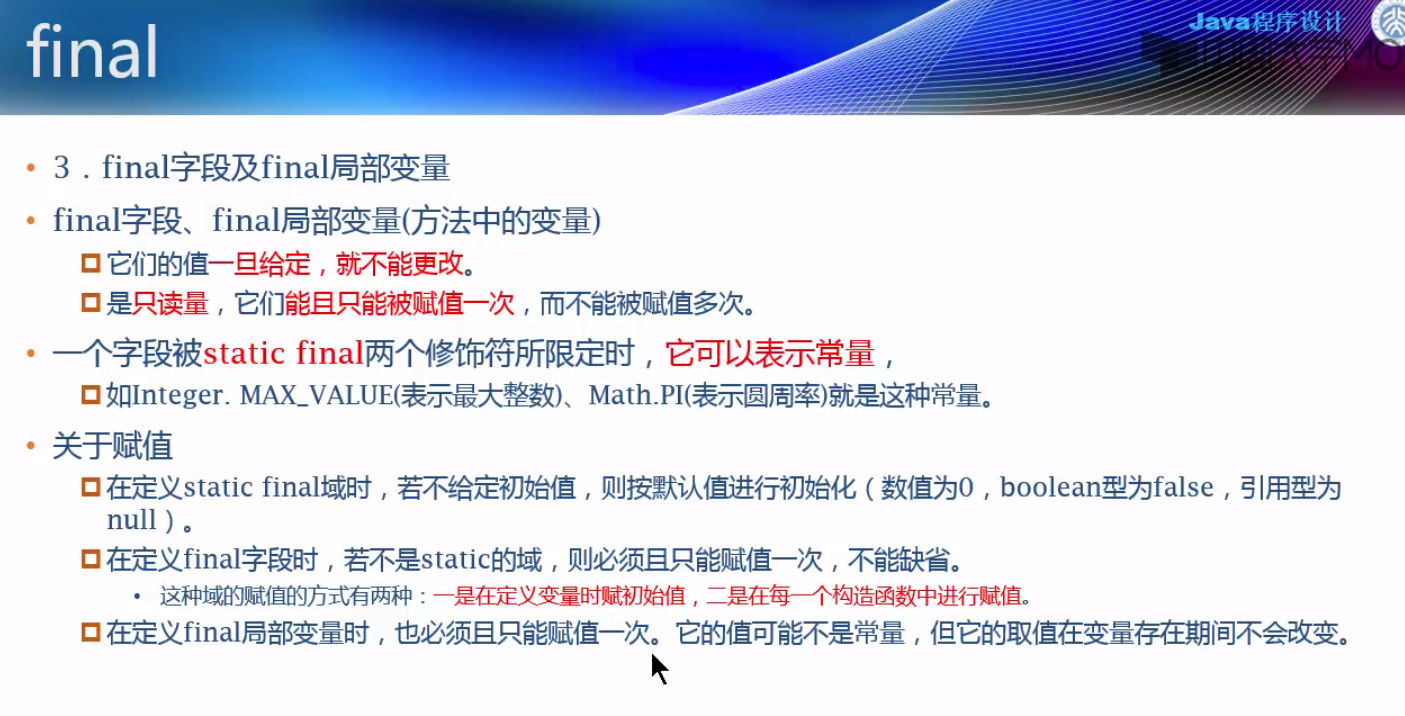 final
Java程序设计
3．final字段及final局部变量
final字段、final局部变量(方法中的变量)
它们的值一旦给定，就不能更改。
是只读量，它们能且只能被赋值一次，而不能被赋值多次。
一个字段被static final两个修饰符所限定时，它可以表示常量，
如Integer. MAX_VALUE(表示最大整数)、Math.PI(表示圆周率)就是这种常量。
关于赋值
在定义static final域时，若不给定初始值，则按默认值进行初始化（数值为0，boolean型为false，引用型为
null）。
在定义final字段时，若不是static的域，则必须且只能赋值一次，不能缺省。
这种域的赋值的方式有两种：一是在定义变量时赋初始值，二是在每一个构造函数中进行赋值。
在定义final局部变量时，也必须且只能赋值一次。它的值可能不是常量，但它的取值在变量存在期间不会改变。